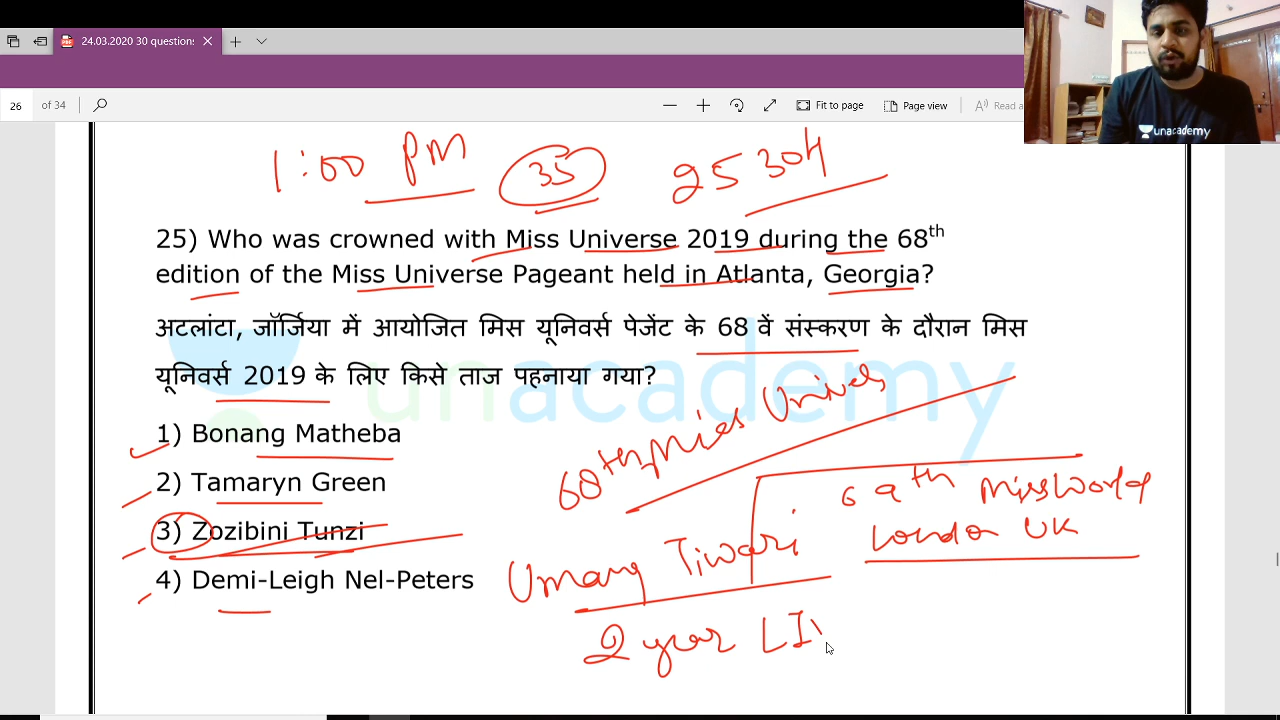 24.03.2020 30 question:
26 of 34 Fit to page Page view Read a
unacademy
1:00 PM 35 25304
25) Who was crowned with Miss Universe 2019 during the 68th
edition of the Miss Universe Pageant held in Atlanta, Georgia?
अटलांटा, जॉर्जिया में आयोजित मिस यूनिवर्स पेजेंट के 68 वें संस्करण के दौरान मिस
यूनिवर्स 2019 के लिए किसे ताज पहनाया गया?
unacademy
1) Bonang Matheba
2) Tamaryn Green
3) Zozibini Tunzi
4) Demi-Leigh Nel-Peters
68th Miss Univers
69th Miss World
London UK
Umang Tiwari
2 year